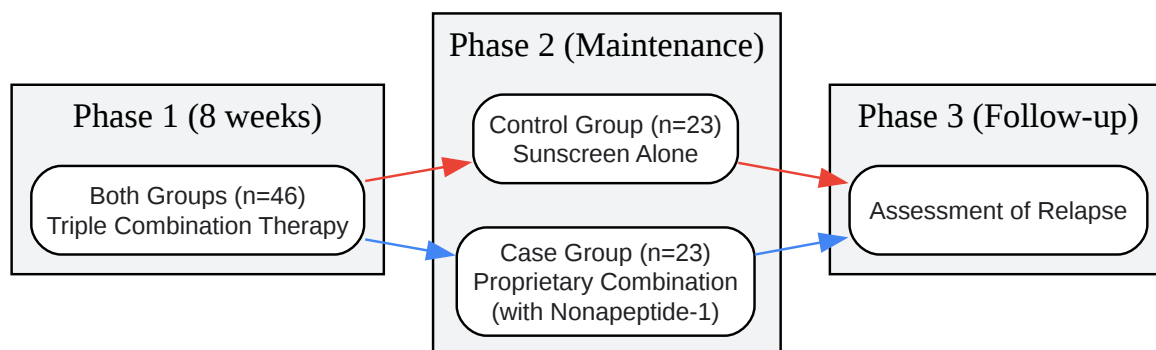 Phase 1 (8 weeks)
Both Groups (n=46)
Triple Combination Therapy
Phase 2 (Maintenance)
Control Group (n=23)
Sunscreen Alone
Case Group (n=23)
Proprietary Combination
(with Nonapeptide-1)
Phase 3 (Follow-up)
Assessment of Relapse